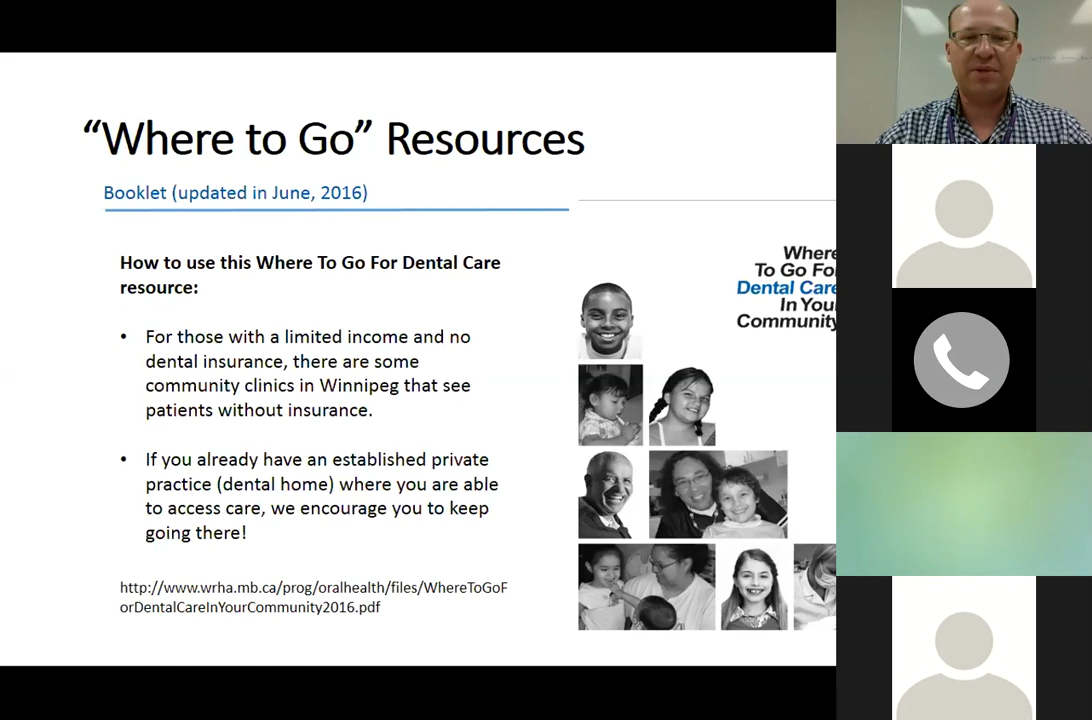 “Where to Go” Resources
Booklet (updated in June, 2016)
How to use this Where To Go For Dental Care
resource:
• For those with a limited income and no
dental insurance, there are some
community clinics in Winnipeg that see
patients without insurance.
• If you already have an established private
practice (dental home) where you are able
to access care, we encourage you to keep
going there!
http://www.wrha.mb.ca/prog/oralhealth/files/WhereToGoF
orDentalCareInYourCommunity2016.pdf
Where
To Go For
Dental Care
In Your
Community